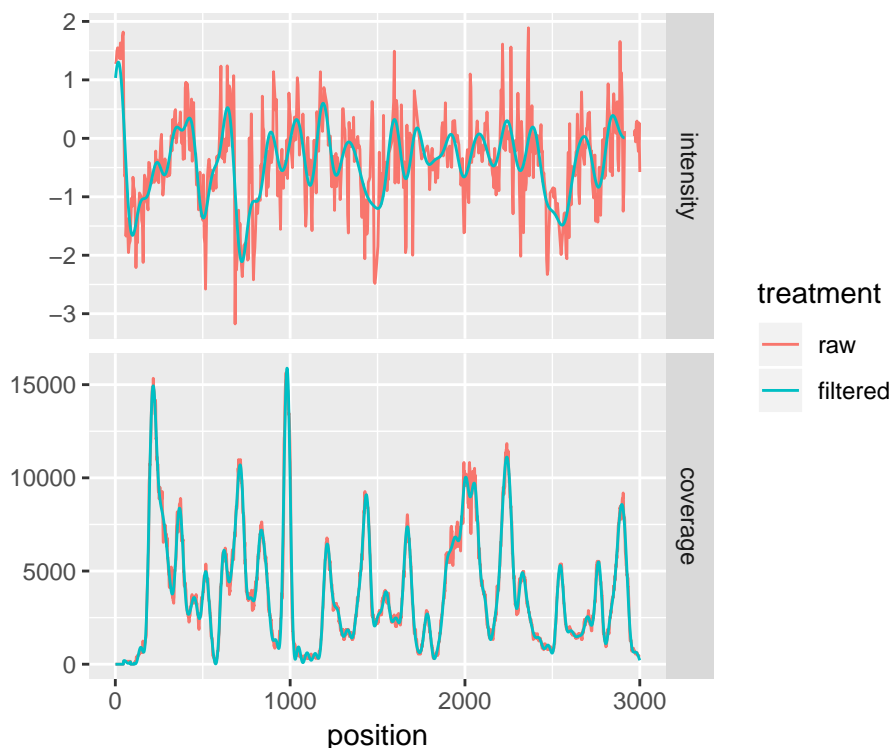 2
1
0
−1
−2
−3
intensity
15000
10000
5000
0
coverage
0
1000
2000
3000
position
treatment
raw
filtered